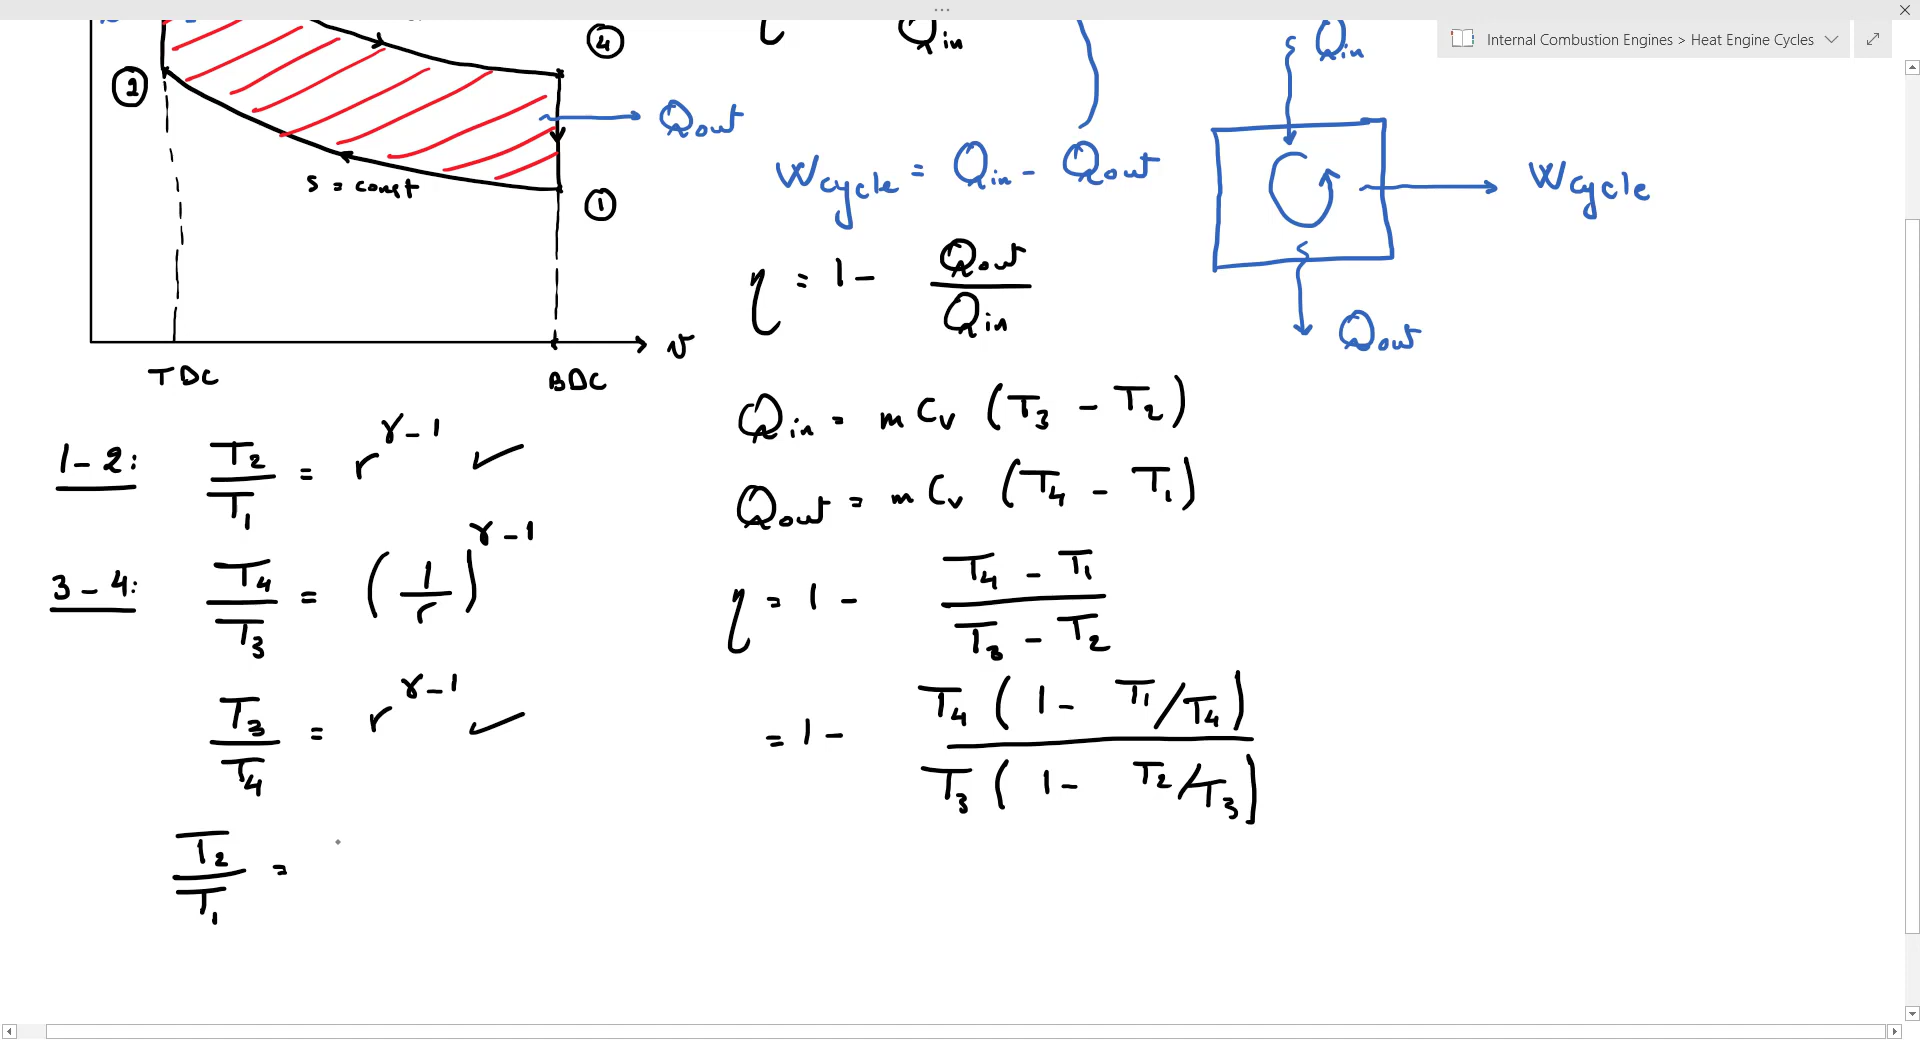 Internal Combustion Engines > Heat Engine Cycles
④
η Qin
Qin
②
Qout
s = const
①
Wcycle = Qin - Qout
Wcycle
η = 1 - Qout / Qin
Qout
v
TDC BDC
Qin = m Cv (T3 - T2)
1-2: T2/T1 = r^γ-1 ✓
Qout = m Cv (T4 - T1)
3-4: T4/T3 = (1/r)^γ-1
η = 1 - T4 - T1 / T3 - T2
T3/T4 = r^γ-1 ✓
= 1 - T4 (1 - T1/T4) / T3 (1 - T2/T3)
T2/T1 =